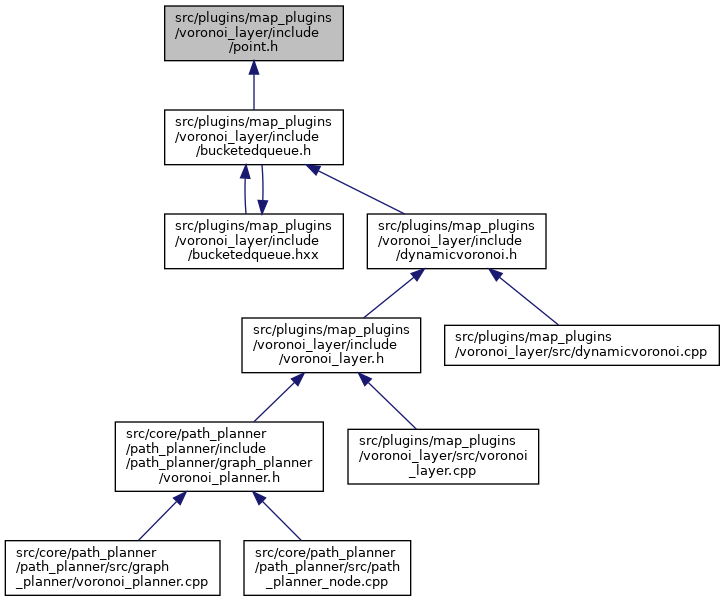 src/plugins/map_plugins
/voronoi_layer/include
/point.h
src/plugins/map_plugins
/voronoi_layer/include
/bucketedqueue.h
src/plugins/map_plugins
/voronoi_layer/include
/bucketedqueue.hxx
src/plugins/map_plugins
/voronoi_layer/include
/dynamicvoronoi.h
src/plugins/map_plugins
/voronoi_layer/include
/voronoi_layer.h
src/plugins/map_plugins
/voronoi_layer/src/dynamicvoronoi.cpp
src/core/path_planner
/path_planner/include
/path_planner/graph_planner
/voronoi_planner.h
src/plugins/map_plugins
/voronoi_layer/src/voronoi
_layer.cpp
src/core/path_planner
/path_planner/src/graph
_planner/voronoi_planner.cpp
src/core/path_planner
/path_planner/src/path
_planner_node.cpp